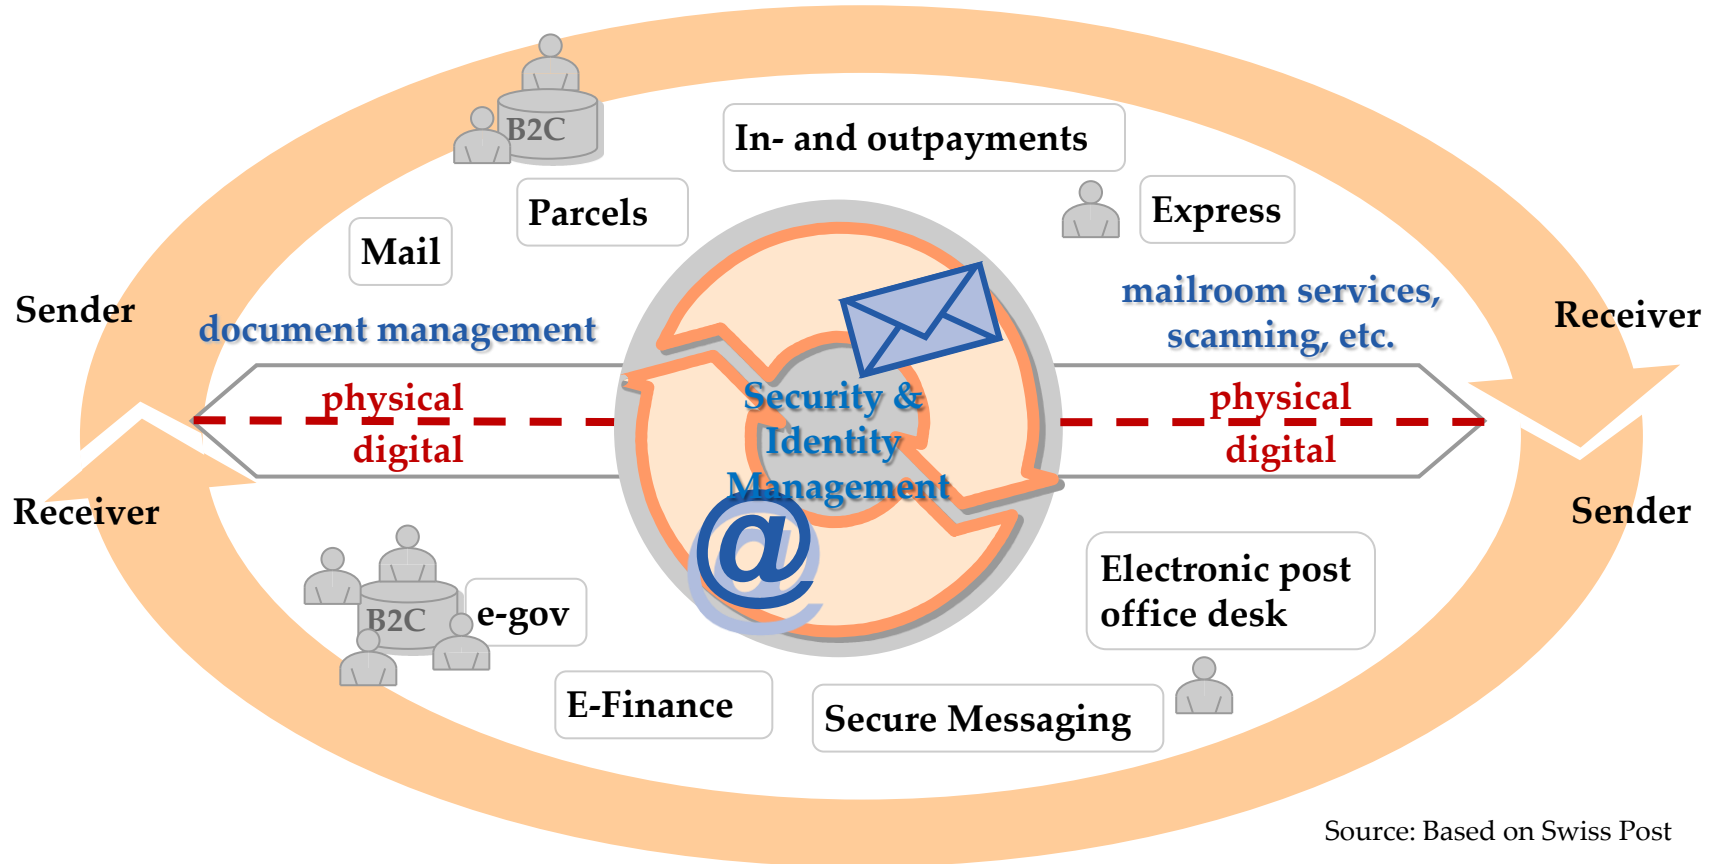 B2C
In- and outpayments
Parcels
Express
Mail
Sender
document management
mailroom services,
scanning, etc.
Receiver
physical
digital
Security &
Identity
Management
physical
digital
Receiver
Sender
@
B2C
e-gov
Electronic post
office desk
E-Finance
Secure Messaging
Source: Based on Swiss Post